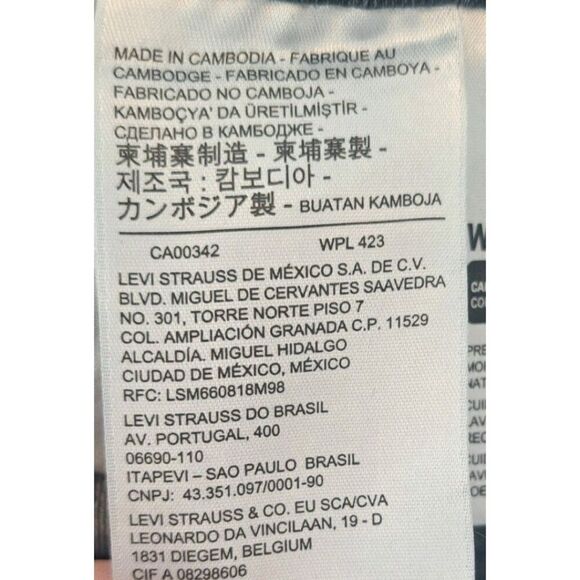 MADE IN CAMBODIA - FABRIQUE AU
CAMBODGE - FABRICADO EN CAMBOYA -
FABRICADO NO CAMBOJA -
KAMBOÇYA' DA ÜRETİLMİŞTİR -
СДЕЛАНО В КАМБОДЖЕ -
柬埔寨制造 - 柬埔寨製 -
제조국 : 캄보디아 -
カンボジア製 - BUATAN KAMBOJA
CA00342 WPL 423
LEVI STRAUSS DE MÉXICO S.A. DE C.V.
BLVD. MIGUEL DE CERVANTES SAAVEDRA
NO. 301, TORRE NORTE PISO 7
COL. AMPLIACIÓN GRANADA C.P. 11529
ALCALDÍA. MIGUEL HIDALGO
CIUDAD DE MÉXICO, MÉXICO
RFC: LSM660818M98
LEVI STRAUSS DO BRASIL
AV. PORTUGAL, 400
06690-110
ITAPEVI – SAO PAULO BRASIL
CNPJ: 43.351.097/0001-90
LEVI STRAUSS & CO. EU SCA/CVA
LEONARDO DA VINCILAAN, 19 - D
1831 DIEGEM, BELGIUM
CIF A 08298606